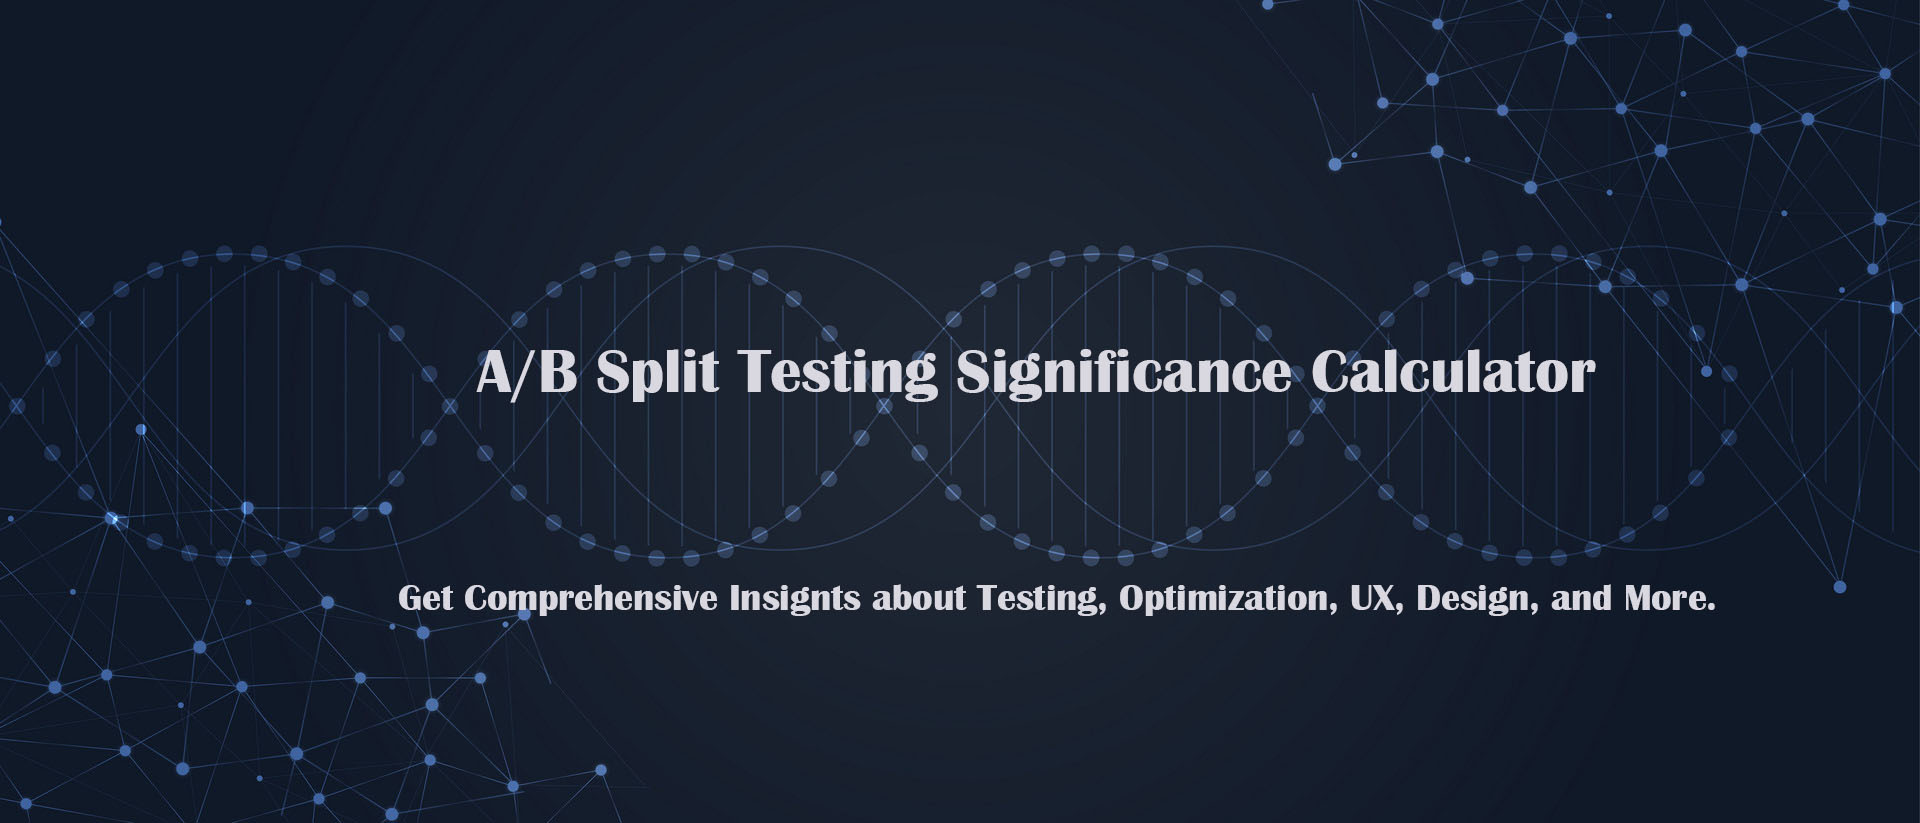 A/B Split Testing Significance Calculator
Get Comprehensive Insignts about Testing, Optimization, UX, Design, and More.